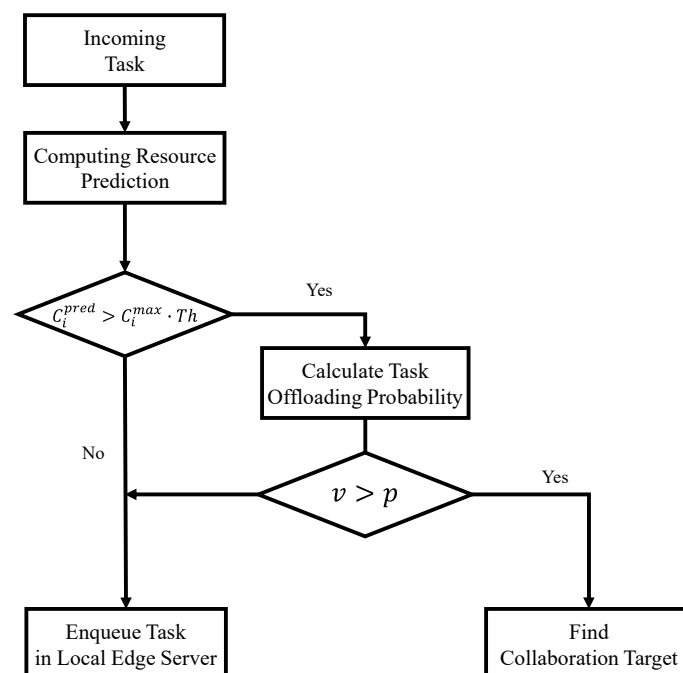 Incoming
Task
Computing Resource
Prediction
$C_i^{pred} > C_i^{max} \cdot Th$
Yes
Calculate Task
Offloading Probability
No
$v > p$
Yes
Enqueue Task
in Local Edge Server
Find
Collaboration Target